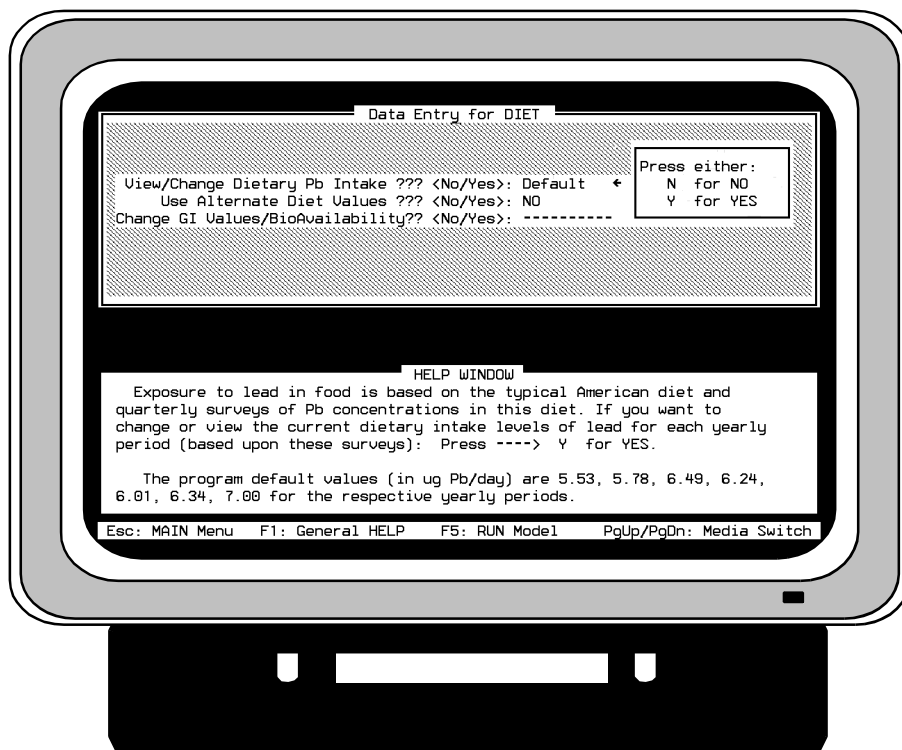 Data Entry for DIET
Press either:
N for NO
Y for YES
View/Change Dietary Pb Intake ??? <No/Yes>: Default ←
Use Alternate Diet Values ??? <No/Yes>: NO
Change GI Values/BioAvailability?? <No/Yes>: ----------
HELP WINDOW
Exposure to lead in food is based on the typical American diet and
quarterly surveys of Pb concentrations in this diet. If you want to
change or view the current dietary intake levels of lead for each yearly
period (based upon these surveys): Press ----> Y for YES.
The program default values (in ug Pb/day) are 5.53, 5.78, 6.49, 6.24,
6.01, 6.34, 7.00 for the respective yearly periods.
Esc: MAIN Menu F1: General HELP F5: RUN Model PgUp/PgDn: Media Switch